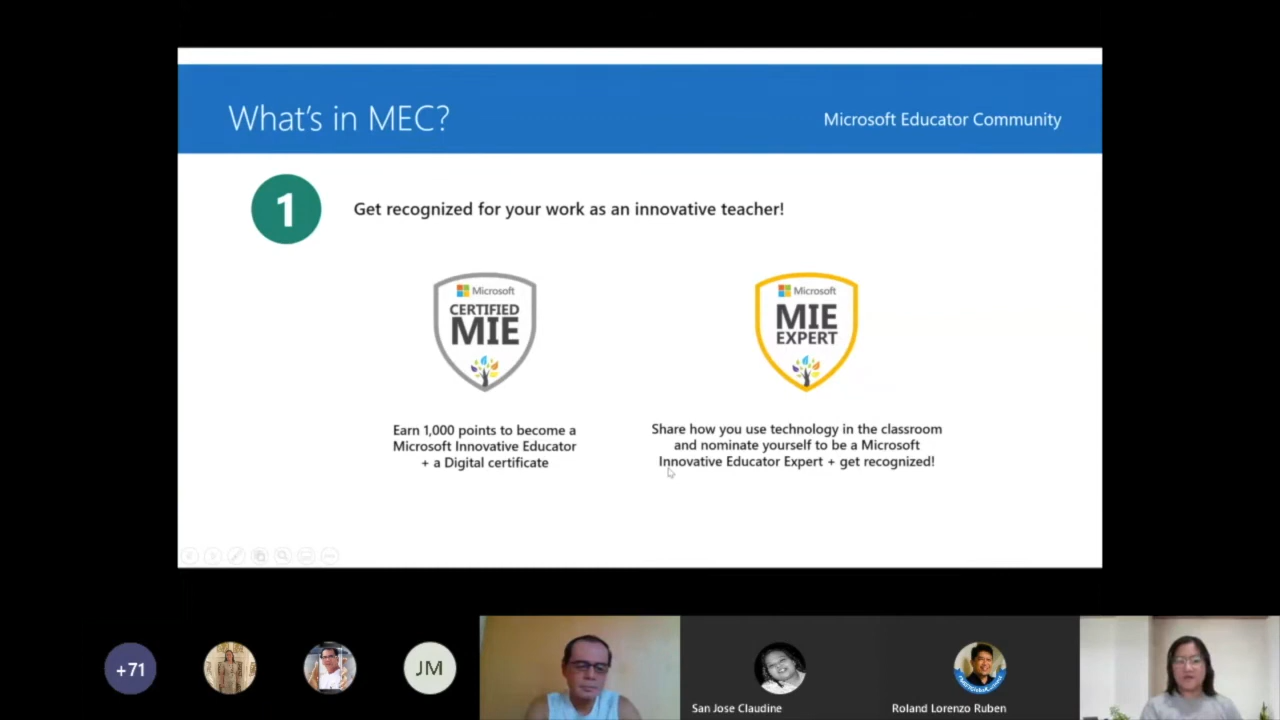 What's in MEC?
Microsoft Educator Community
1
Get recognized for your work as an innovative teacher!
Microsoft
CERTIFIED
MIE
Microsoft
MIE
EXPERT
Earn 1,000 points to become a
Microsoft Innovative Educator
+ a Digital certificate
Share how you use technology in the classroom
and nominate yourself to be a Microsoft
Innovative Educator Expert + get recognized!
+71
JM
San Jose Claudine
Roland Lorenzo Ruben